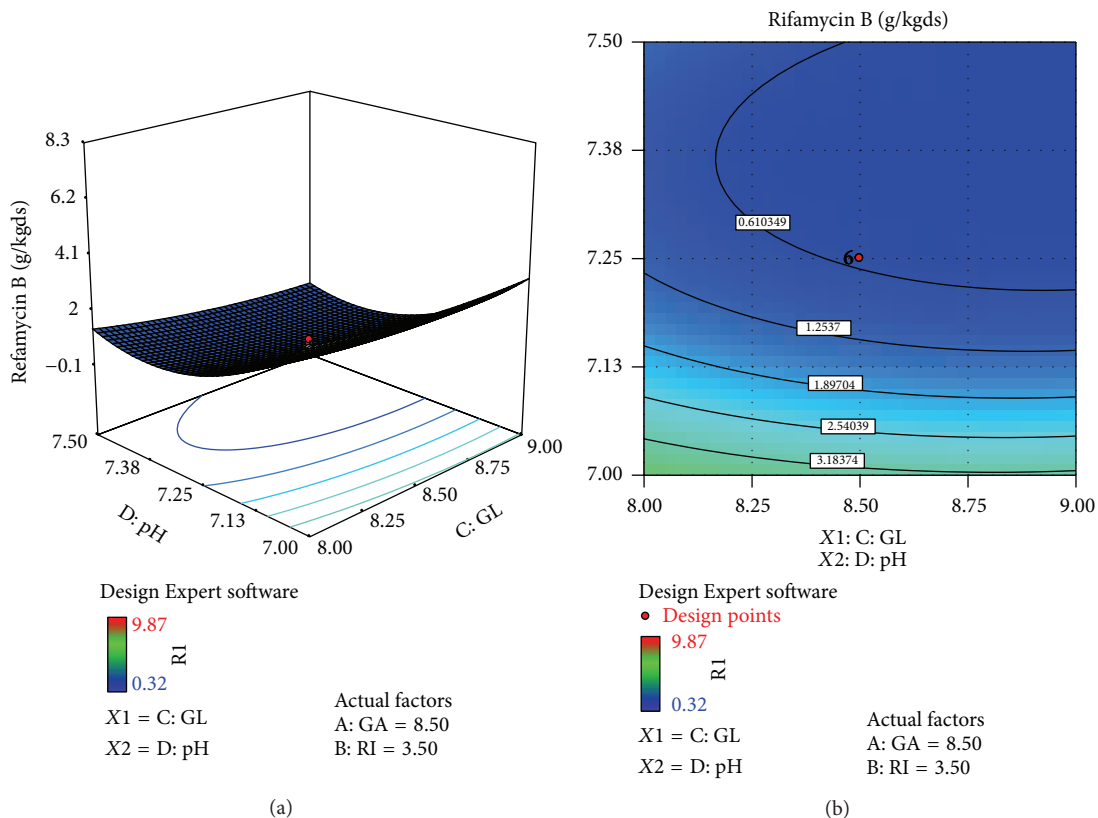 8.3
6.2
4.1
2
−0.1
Refamycin B (g/kgds)
7.50
7.38
7.25
7.13
7.00
D: pH
8.00
8.25
8.50
8.75
9.00
C: GL
Design Expert software
9.87
0.32
R1
X1 = C: GL
X2 = D: pH
Actual factors
A: GA = 8.50
B: RI = 3.50
(a)
Rifamycin B (g/kgds)
7.50
7.38
7.25
7.13
7.00
0.610349
6
1.2537
1.89704
2.54039
3.18374
8.00 8.25 8.50 8.75 9.00
X1: C: GL
X2: D: pH
Design Expert software
Design points
9.87
0.32
R1
X1 = C: GL
X2 = D: pH
Actual factors
A: GA = 8.50
B: RI = 3.50
(b)